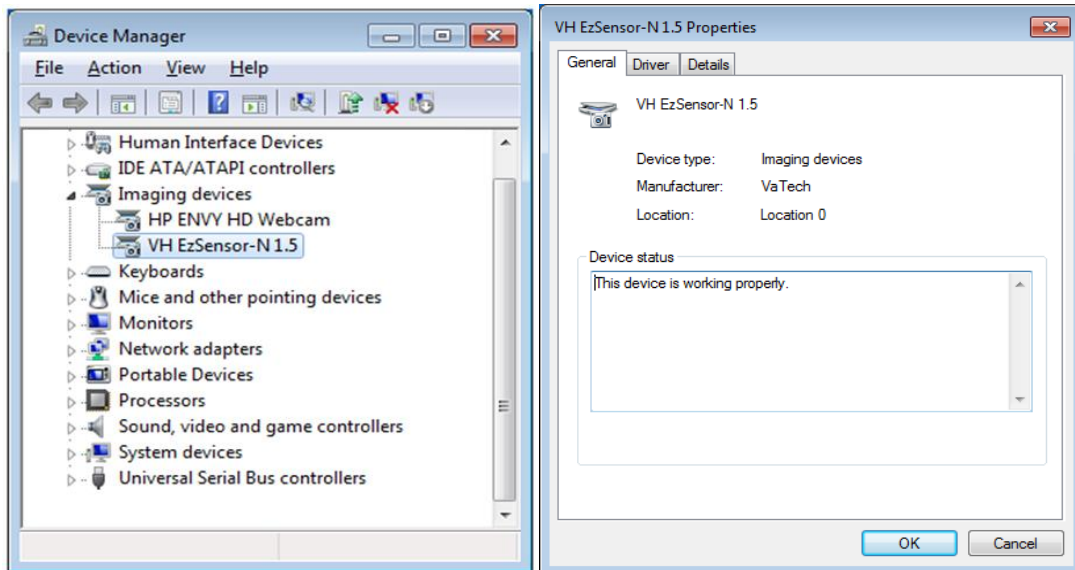 Device Manager
File Action View Help
Human Interface Devices
IDE ATA/ATAPI controllers
Imaging devices
HP ENVY HD Webcam
VH EzSensor-N 1.5
Keyboards
Mice and other pointing devices
Monitors
Network adapters
Portable Devices
Processors
Sound, video and game controllers
System devices
Universal Serial Bus controllers
VH EzSensor-N 1.5 Properties
General Driver Details
VH EzSensor-N 1.5
Device type: Imaging devices
Manufacturer: VaTech
Location: Location 0
Device status
This device is working properly.
OK Cancel